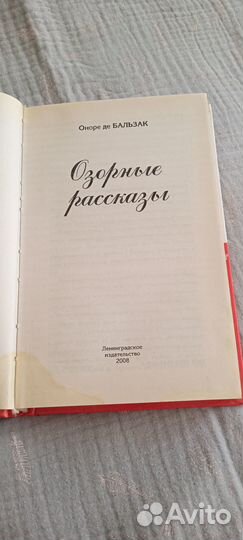 Оноре де БАЛЬЗАК
Озорные
рассказы
Ленинградское
издательство
2008
Avito